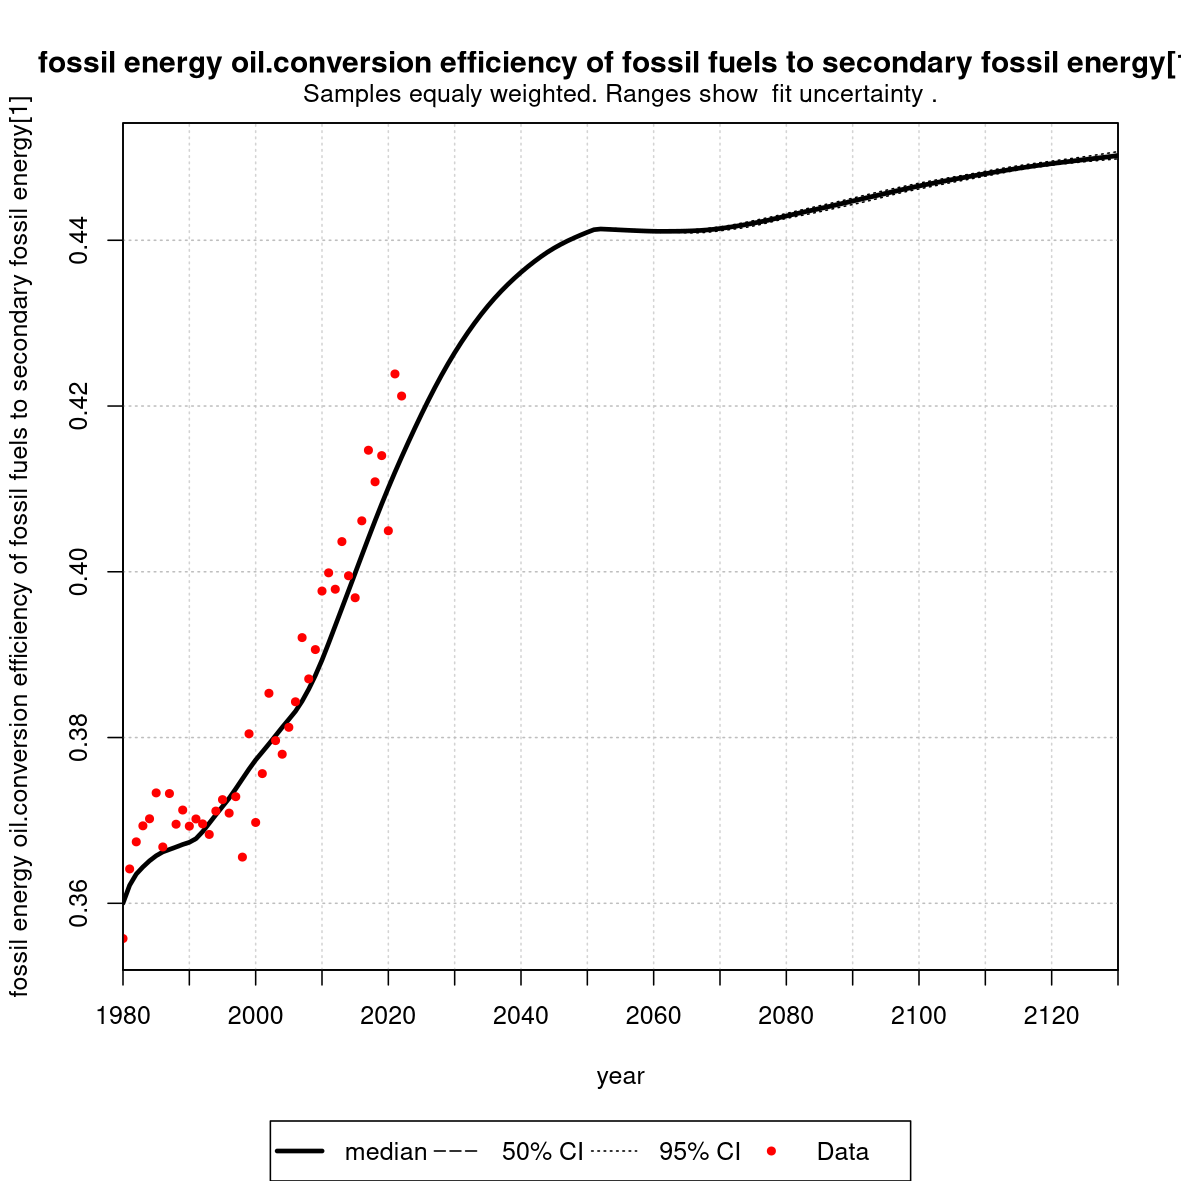 fossil energy oil.conversion efficiency of fossil fuels to secondary fossil energy[
Samples equaly weighted. Ranges show  fit uncertainty .
fossil energy oil.conversion efficiency of fossil fuels to secondary fossil energy[1]
0.44
0.42
0.40
0.38
0.36
1980 2000 2020 2040 2060 2080 2100 2120
year
median 50% CI 95% CI Data